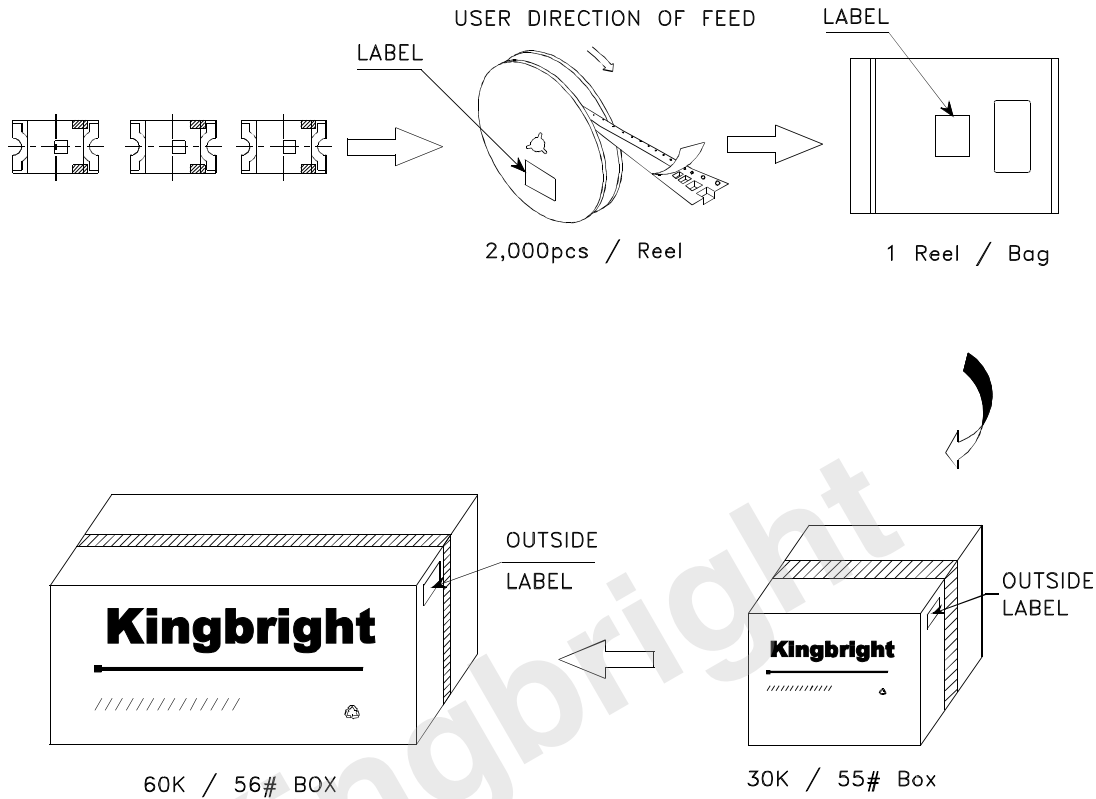 USER DIRECTION OF FEED
LABEL
LABEL
2,000pcs / Reel
1 Reel / Bag
OUTSIDE
LABEL
Kingbright
60K / 56# BOX
OUTSIDE
LABEL
Kingbright
30K / 55# Box
Kingbright